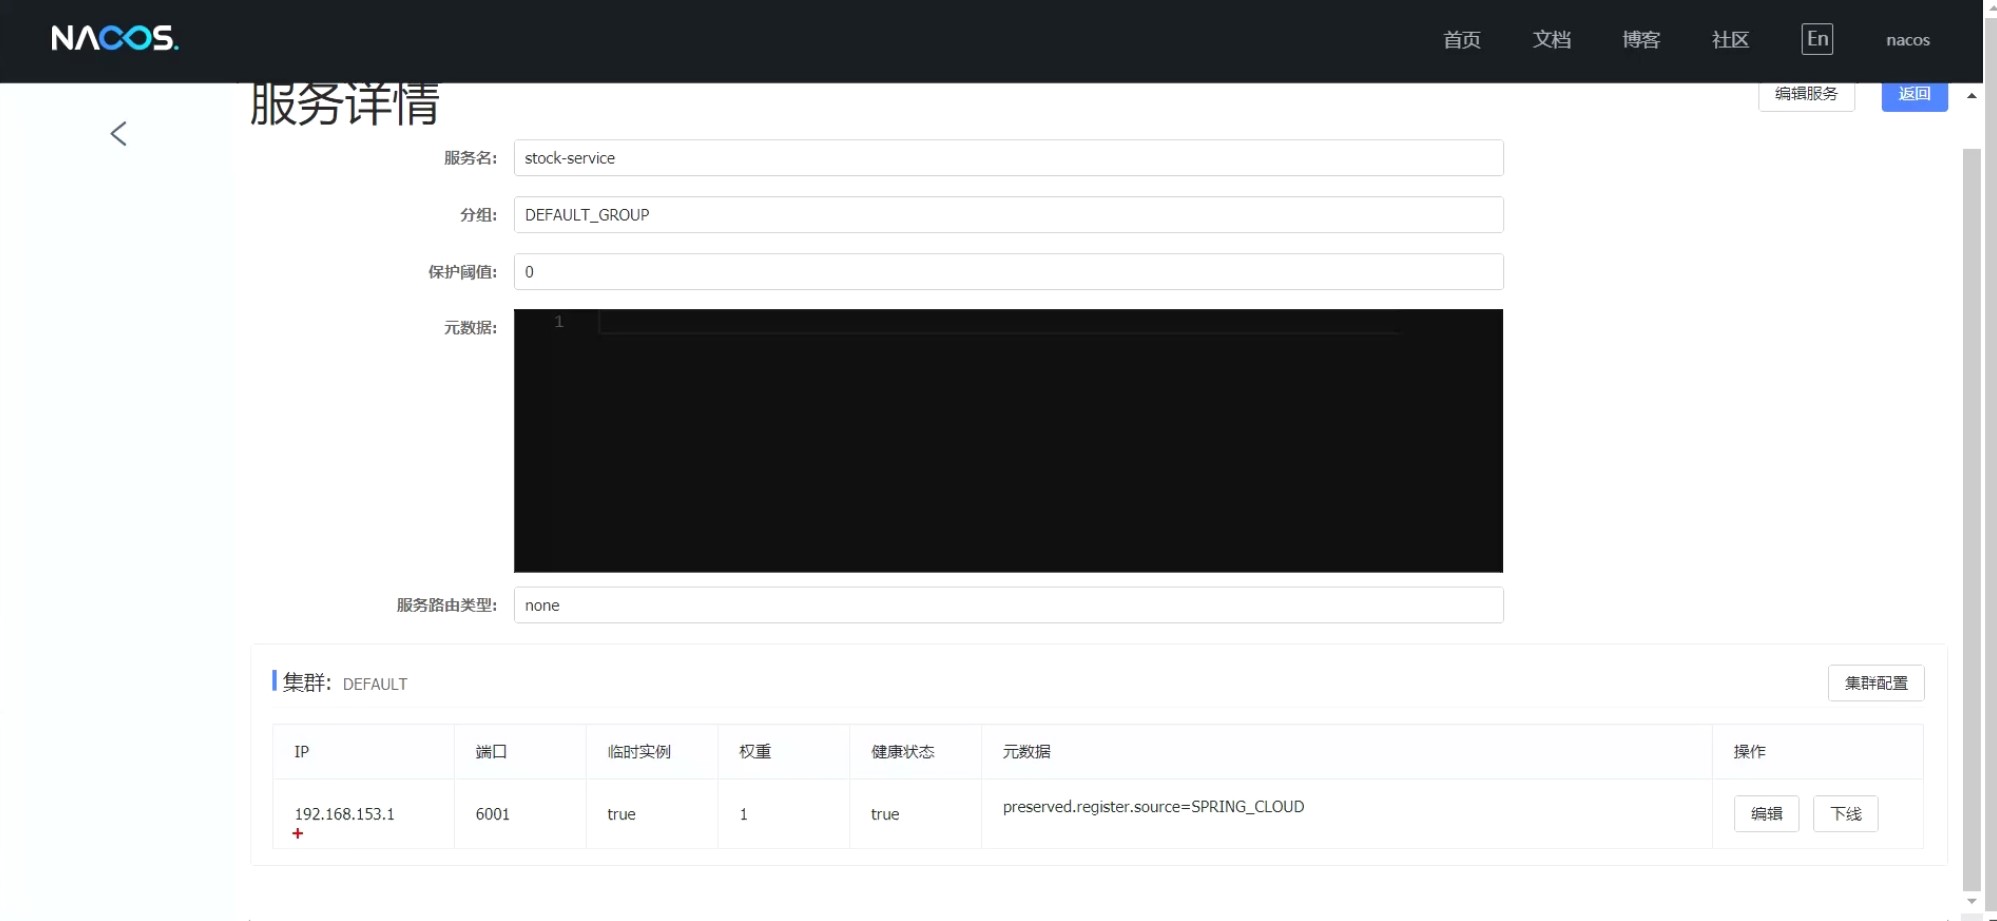 NACOS.
首页 文档 博客 社区 En nacos
服务详情 编辑服务 返回
服务名: stock-service
分组: DEFAULT_GROUP
保护阈值: 0
元数据: 1
服务路由类型: none
集群: DEFAULT 集群配置
IP 端口 临时实例 权重 健康状态 元数据 操作
192.168.153.1 6001 true 1 true preserved.register.source=SPRING_CLOUD 编辑 下线